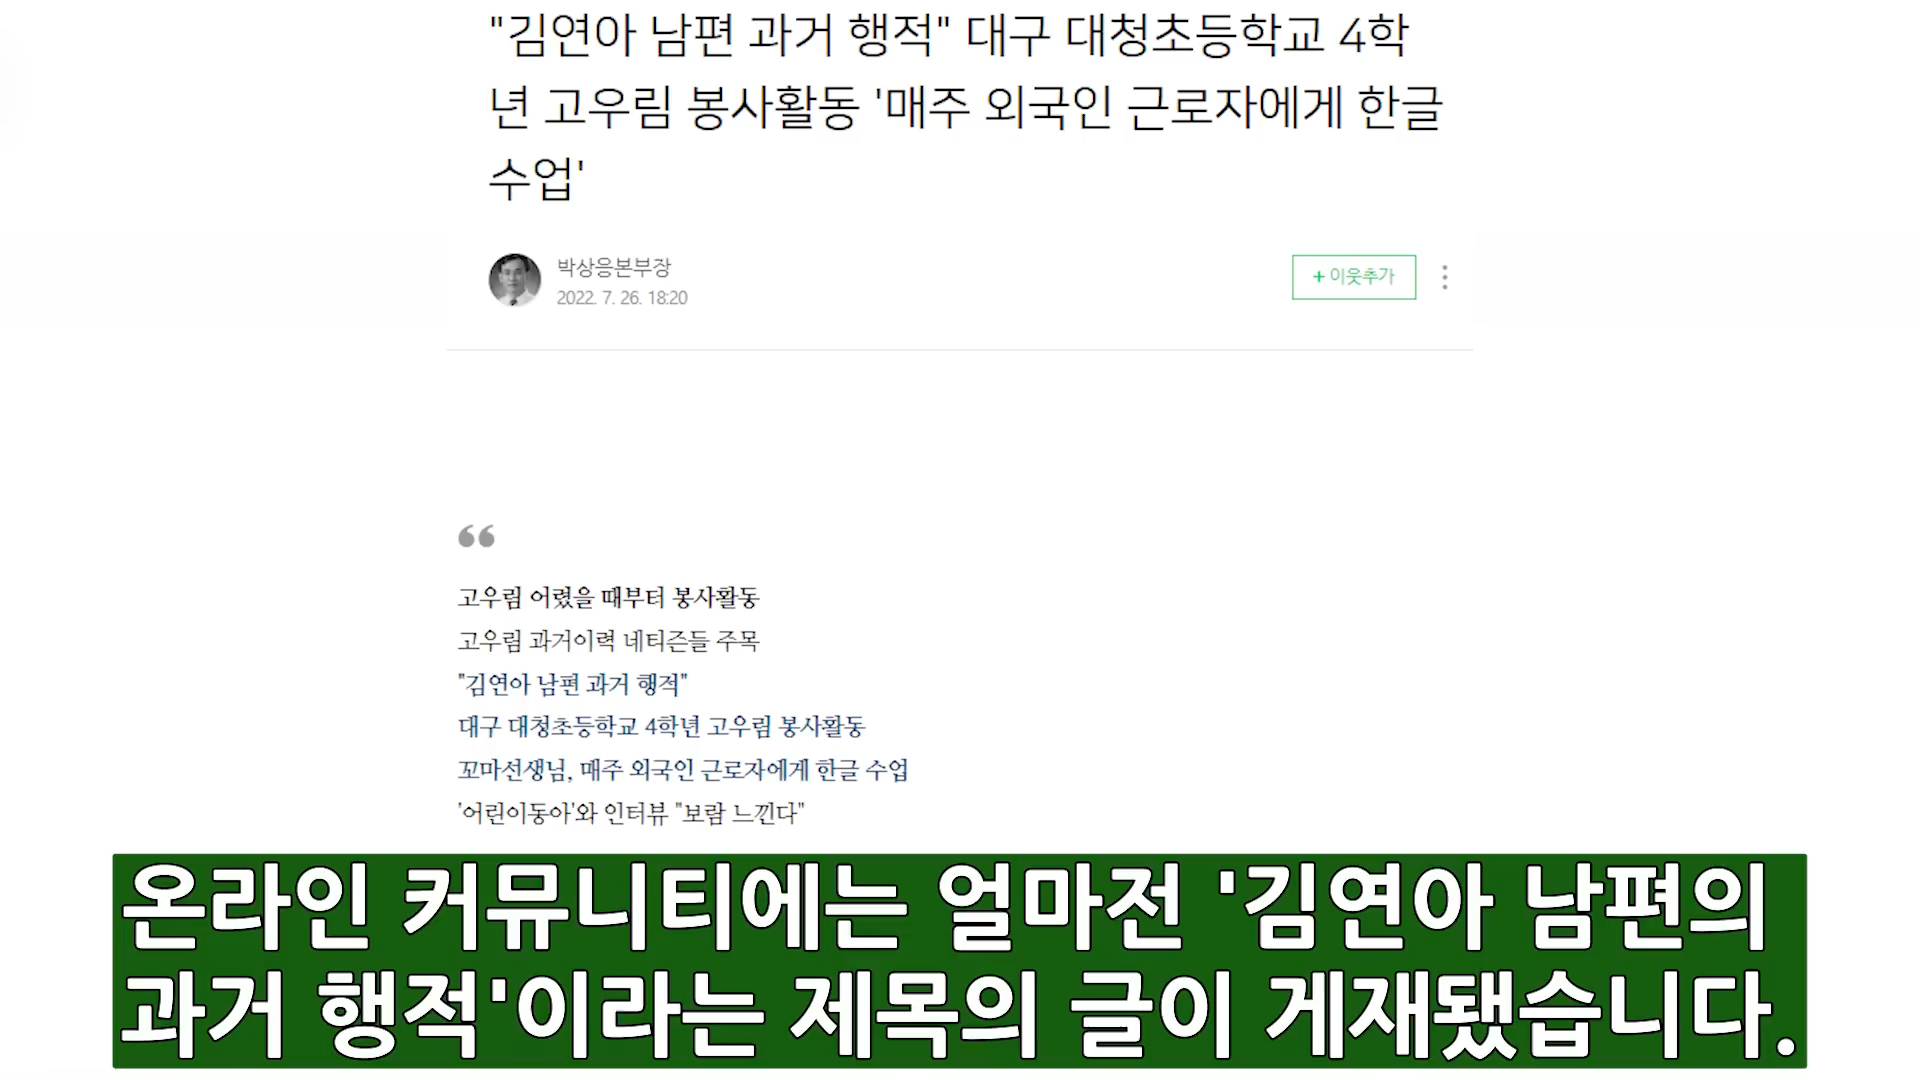 "김연아 남편 과거 행적" 대구 대청초등학교 4학
년 고우림 봉사활동 '매주 외국인 근로자에게 한글
수업'
박상응본부장
2022. 7. 26. 18:20
+ 이웃추가
고우림 어렸을 때부터 봉사활동
고우림 과거이력 네티즌들 주목
"김연아 남편 과거 행적"
대구 대청초등학교 4학년 고우림 봉사활동
꼬마선생님, 매주 외국인 근로자에게 한글 수업
'어린이동아'와 인터뷰 "보람 느낀다"
온라인 커뮤니티에는 얼마전 '김연아 남편의
과거 행적'이라는 제목의 글이 게재됐습니다.